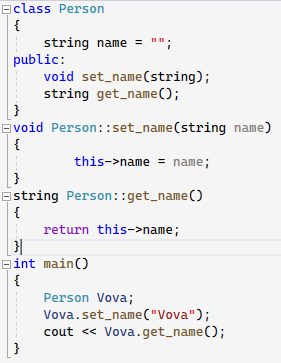 class Person
{
    string name = "";
public:
    void set_name(string);
    string get_name();
}
void Person::set_name(string name)
{
        this->name = name;
}
string Person::get_name()
{
    return this->name;
}
int main()
{
    Person Vova;
    Vova.set_name("Vova");
    cout << Vova.get_name();
}